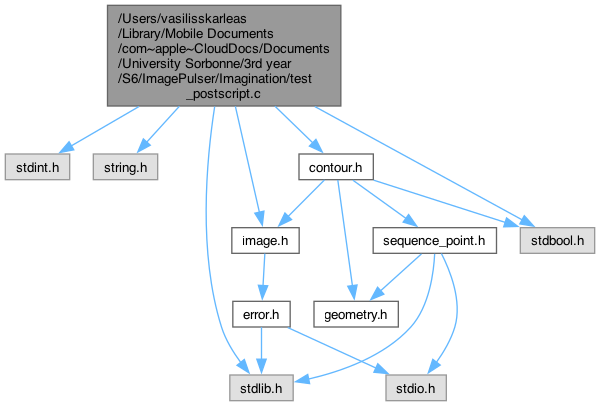 /Users/vasilisskarleas
/Library/Mobile Documents
/com~apple~CloudDocs/Documents
/University Sorbonne/3rd year
/S6/ImagePulser/Imagination/test
_postscript.c
stdint.h
string.h
contour.h
image.h
sequence_point.h
stdbool.h
error.h
geometry.h
stdlib.h
stdio.h